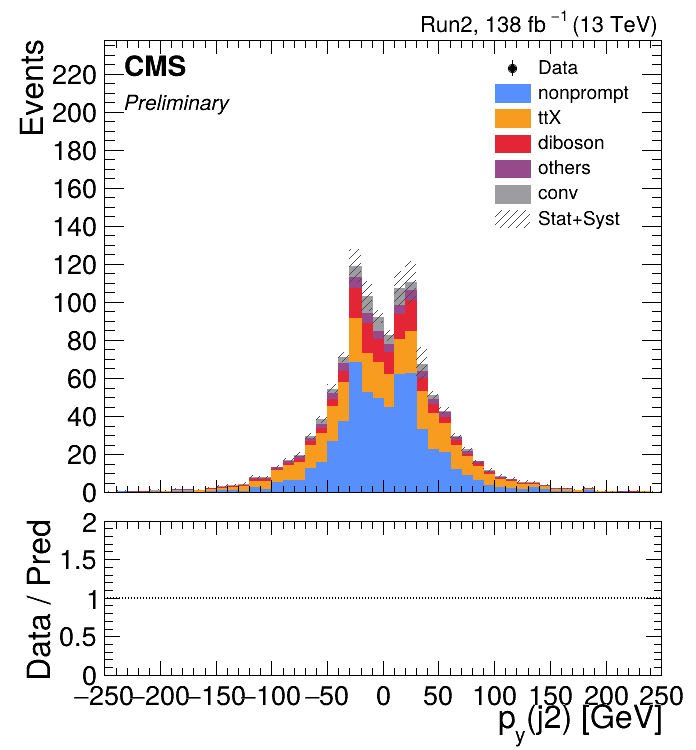 Run2, 138 fb⁻¹ (13 TeV)
Events
CMS
Preliminary
Data
nonprompt
ttX
diboson
others
conv
Stat+Syst
220
200
180
160
140
120
100
80
60
40
20
0
Data / Pred
2
1.5
1
0.5
0
−250 −200 −150 −100 −50 0 50 100 150 200 250
p_y(j2) [GeV]